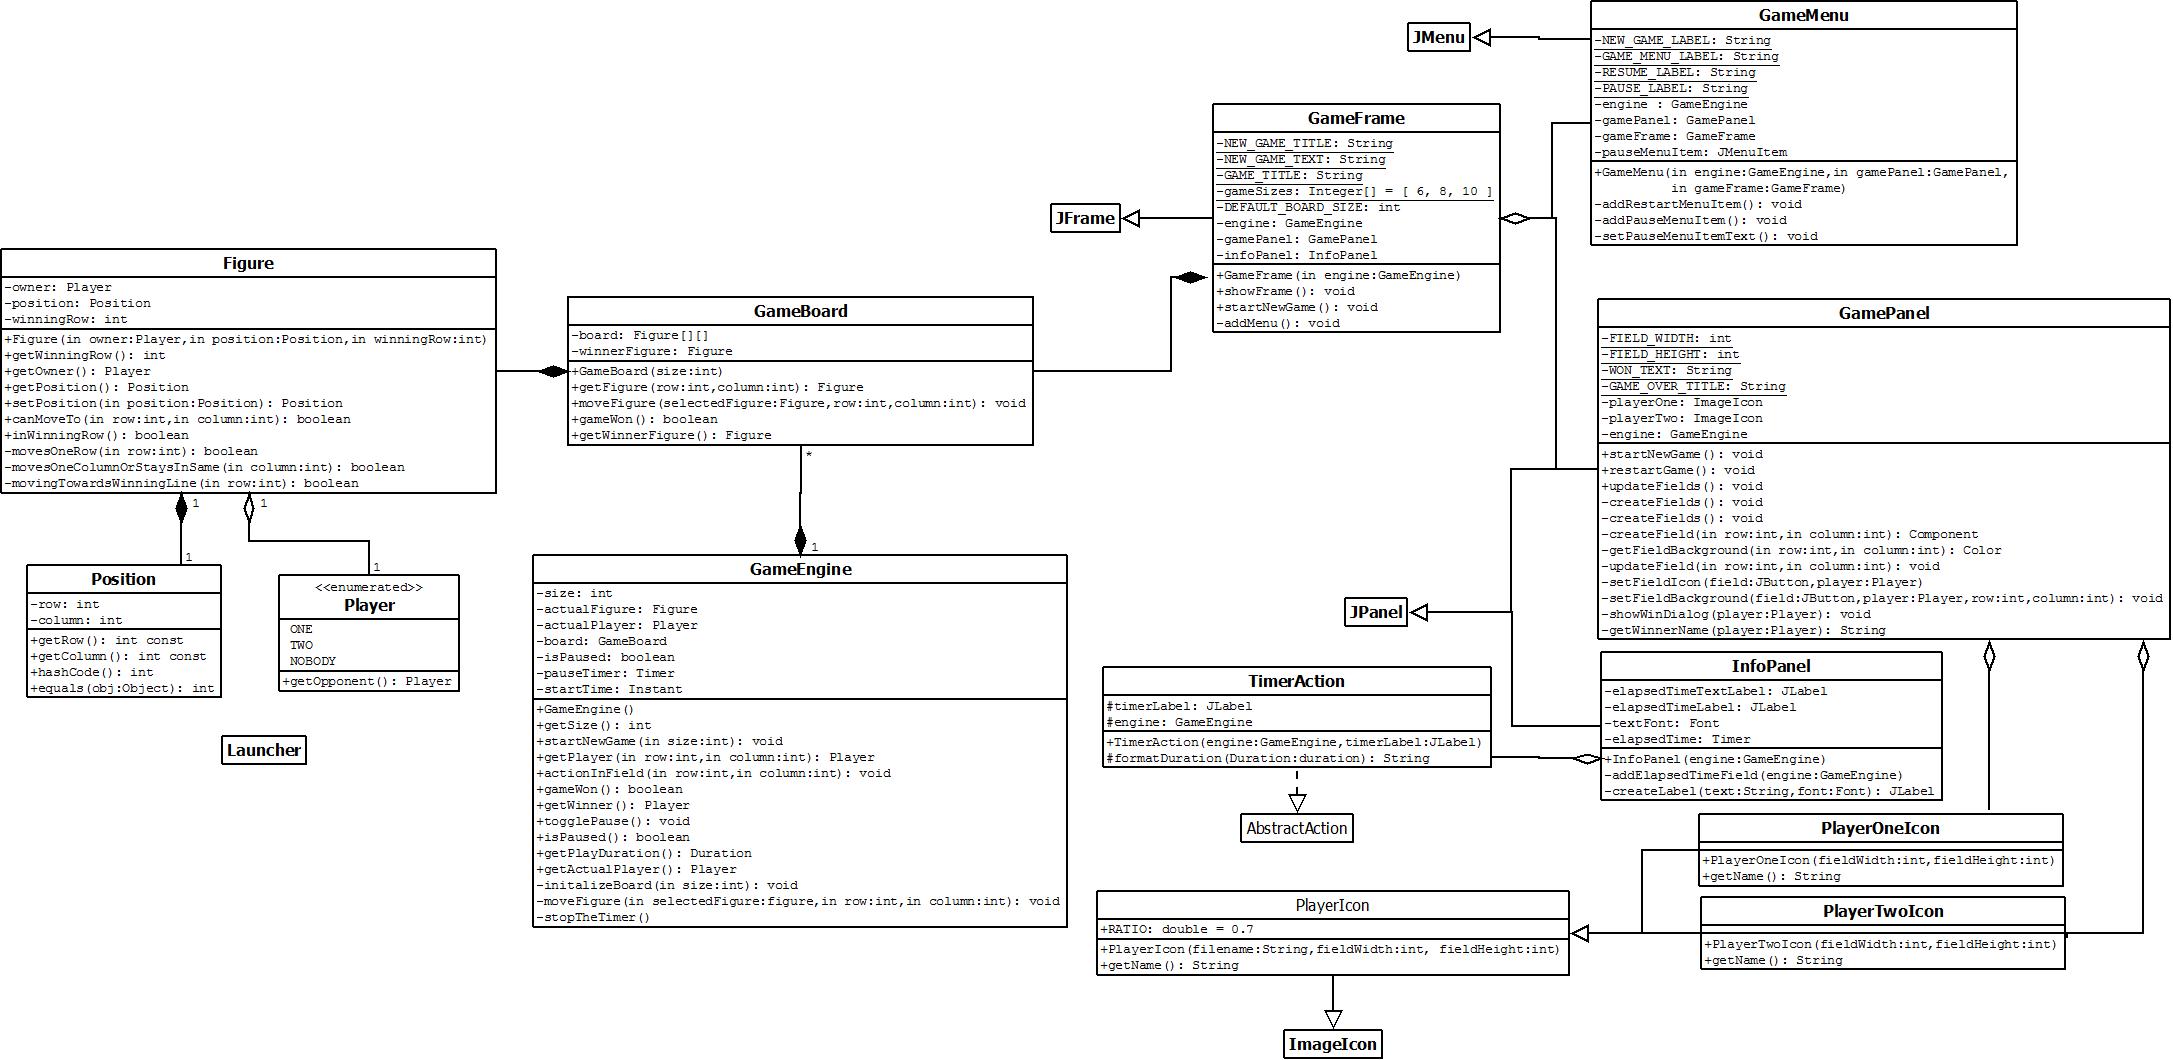 JMenu
GameMenu
-NEW_GAME_LABEL: String
-GAME_MENU_LABEL: String
-RESUME_LABEL: String
-PAUSE_LABEL: String
-engine : GameEngine
-gamePanel: GamePanel
-gameFrame: GameFrame
-pauseMenuItem: JMenuItem
+GameMenu(in engine:GameEngine,in gamePanel:GamePanel,
in gameFrame:GameFrame)
-addRestartMenuItem(): void
-addPauseMenuItem(): void
-setPauseMenuItemText(): void
JFrame
GameFrame
-NEW_GAME_TITLE: String
-NEW_GAME_TEXT: String
-GAME_TITLE: String
-gameSizes: Integer[] = [ 6, 8, 10 ]
-DEFAULT_BOARD_SIZE: int
-engine: GameEngine
-gamePanel: GamePanel
-infoPanel: InfoPanel
+GameFrame(in engine:GameEngine)
+showFrame(): void
+startNewGame(): void
-addMenu(): void
Figure
-owner: Player
-position: Position
-winningRow: int
+Figure(in owner:Player,in position:Position,in winningRow:int)
+getWinningRow(): int
+getOwner(): Player
+getPosition(): Position
+setPosition(in position:Position): Position
+canMoveTo(in row:int,in column:int): boolean
+inWinningRow(): boolean
-movesOneRow(in row:int): boolean
-movesOneColumnOrStaysInSame(in column:int): boolean
-movingTowardsWinningLine(in row:int): boolean
1
1
GameBoard
-board: Figure[][]
-winnerFigure: Figure
+GameBoard(size:int)
+getFigure(row:int,column:int): Figure
+moveFigure(selectedFigure:Figure,row:int,column:int): void
+gameWon(): boolean
+getWinnerFigure(): Figure
*
1
GamePanel
-FIELD_WIDTH: int
-FIELD_HEIGHT: int
-WON_TEXT: String
-GAME_OVER_TITLE: String
-playerOne: ImageIcon
-playerTwo: ImageIcon
-engine: GameEngine
+startNewGame(): void
+restartGame(): void
+updateFields(): void
-createFields(): void
-createFields(): void
-createField(in row:int,in column:int): Component
-getFieldBackground(in row:int,in column:int): Color
-updateField(in row:int,in column:int): void
-setFieldIcon(field:JButton,player:Player)
-setFieldBackground(field:JButton,player:Player,row:int,column:int): void
-showWinDialog(player:Player): void
-getWinnerName(player:Player): String
1
Position
-row: int
-column: int
+getRow(): int const
+getColumn(): int const
+hashCode(): int
+equals(obj:Object): int
1
<<enumerated>>
Player
ONE
TWO
NOBODY
+getOpponent(): Player
Launcher
GameEngine
-size: int
-actualFigure: Figure
-actualPlayer: Player
-board: GameBoard
-isPaused: boolean
-pauseTimer: Timer
-startTime: Instant
+GameEngine()
+getSize(): int
+startNewGame(in size:int): void
+getPlayer(in row:int,in column:int): Player
+actionInField(in row:int,in column:int): void
+gameWon(): boolean
+getWinner(): Player
+togglePause(): void
+isPaused(): boolean
+getPlayDuration(): Duration
+getActualPlayer(): Player
-initalizeBoard(in size:int): void
-moveFigure(in selectedFigure:figure,in row:int,in column:int): void
-stopTheTimer()
JPanel
TimerAction
#timerLabel: JLabel
#engine: GameEngine
+TimerAction(engine:GameEngine,timerLabel:JLabel)
#formatDuration(Duration:duration): String
InfoPanel
-elapsedTimeTextLabel: JLabel
-elapsedTimeLabel: JLabel
-textFont: Font
-elapsedTime: Timer
+InfoPanel(engine:GameEngine)
-addElapsedTimeField(engine:GameEngine)
-createLabel(text:String,font:Font): JLabel
AbstractAction
PlayerOneIcon
+PlayerOneIcon(fieldWidth:int,fieldHeight:int)
+getName(): String
PlayerIcon
+RATIO: double = 0.7
+PlayerIcon(filename:String,fieldWidth:int, fieldHeight:int)
+getName(): String
PlayerTwoIcon
+PlayerTwoIcon(fieldWidth:int,fieldHeight:int)
+getName(): String
ImageIcon